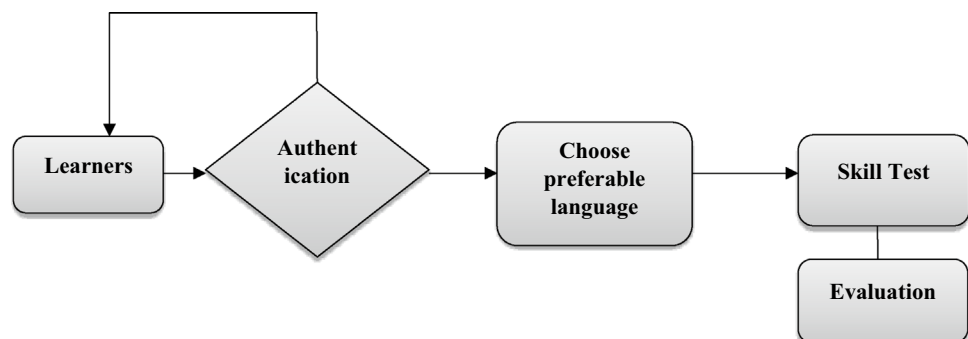 Learners
Authent
ication
Choose
preferable
language
Skill Test
Evaluation